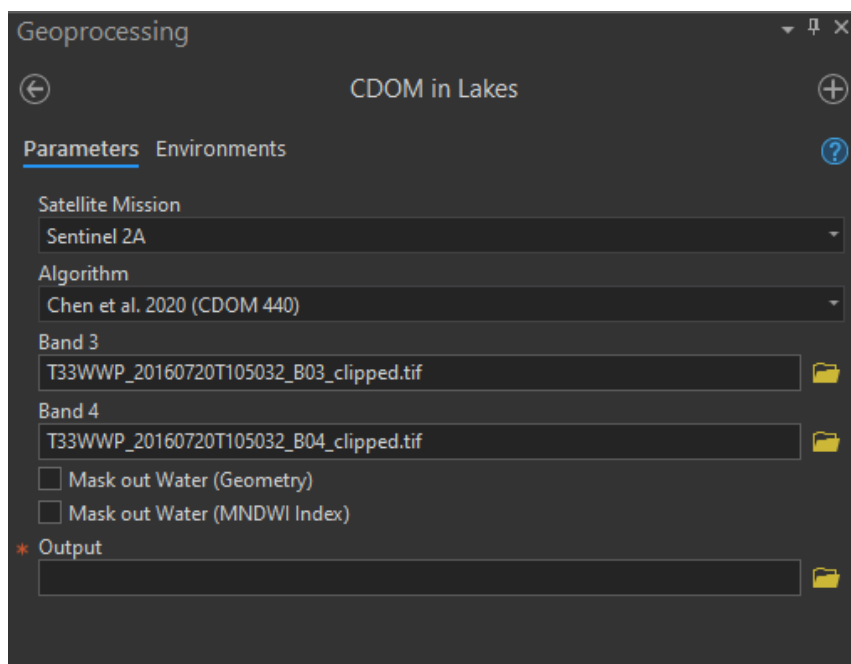 Geoprocessing
CDOM in Lakes
Parameters Environments
Satellite Mission
Sentinel 2A
Algorithm
Chen et al. 2020 (CDOM 440)
Band 3
T33WWP_20160720T105032_B03_clipped.tif
Band 4
T33WWP_20160720T105032_B04_clipped.tif
Mask out Water (Geometry)
Mask out Water (MNDWI Index)
* Output